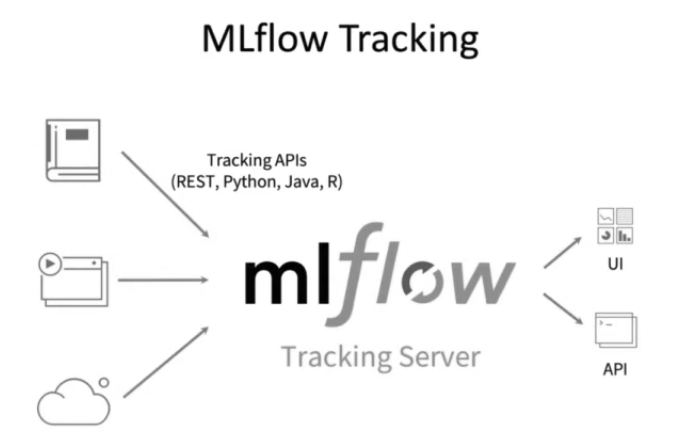 MLflow Tracking
Tracking APIs
(REST, Python, Java, R)
mlflow
Tracking Server
UI
API